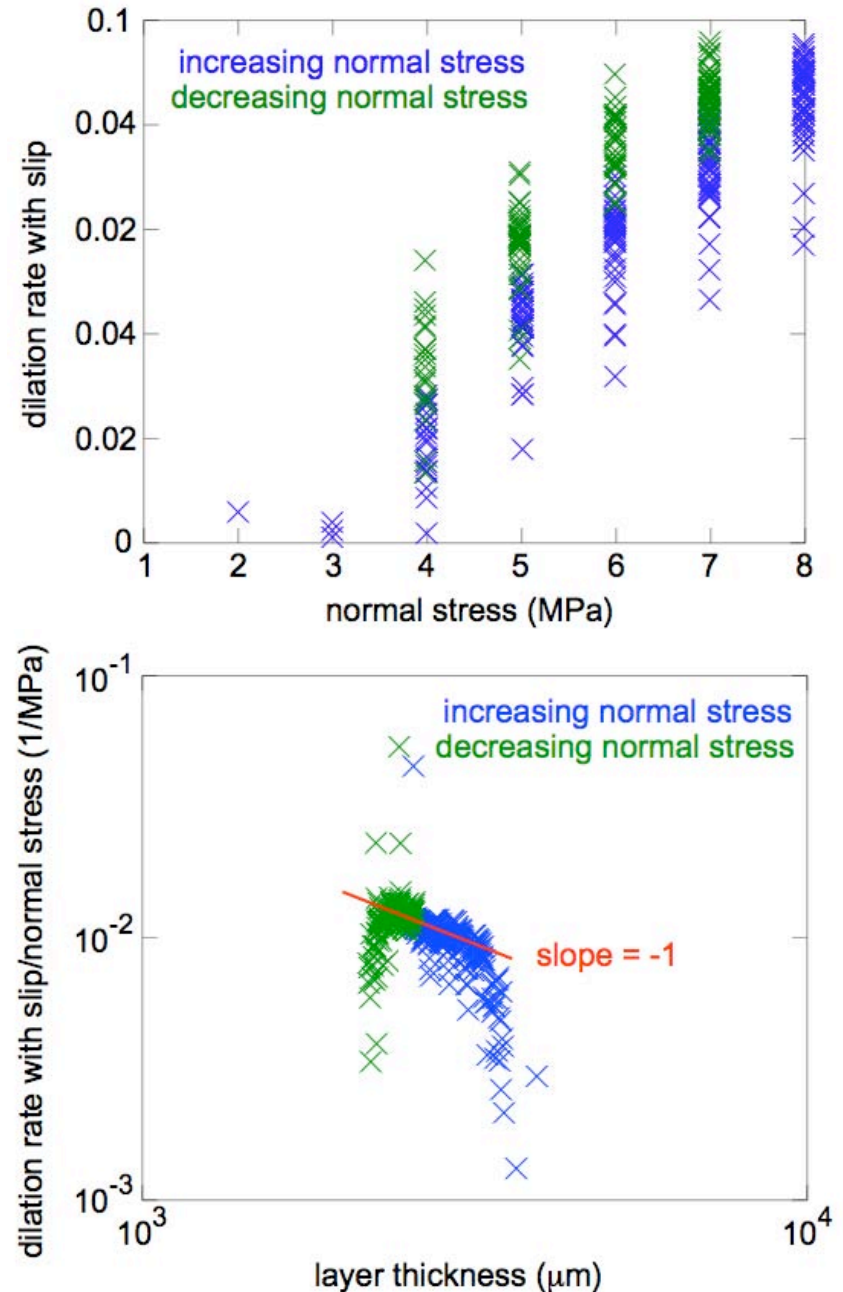 0.1
increasing normal stress
decreasing normal stress
0.04
0.02
0.04
0.02
0
dilation rate with slip
1 2 3 4 5 6 7 8
normal stress (MPa)
10-1
increasing normal stress
decreasing normal stress
10-2
slope = -1
10-3
dilation rate with slip/normal stress (1/MPa)
103 104
layer thickness (μm)